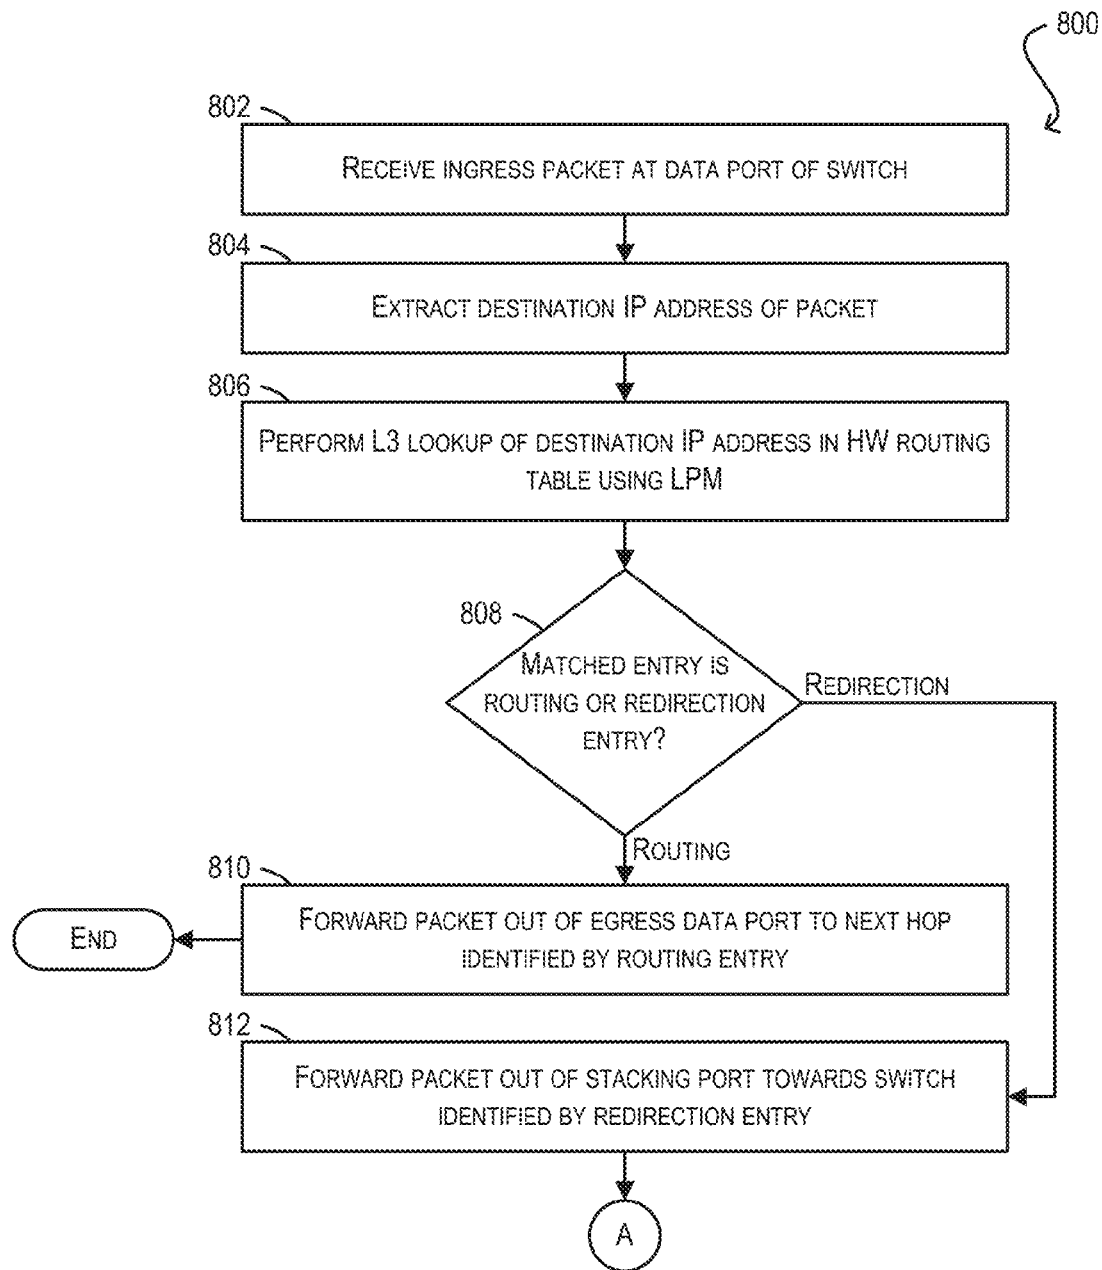 800
802
RECEIVE INGRESS PACKET AT DATA PORT OF SWITCH
804
EXTRACT DESTINATION IP ADDRESS OF PACKET
806
PERFORM L3 LOOKUP OF DESTINATION IP ADDRESS IN HW ROUTING
TABLE USING LPM
808
MATCHED ENTRY IS
ROUTING OR REDIRECTION
ENTRY?
REDIRECTION
ROUTING
810
FORWARD PACKET OUT OF EGRESS DATA PORT TO NEXT HOP
IDENTIFIED BY ROUTING ENTRY
END
812
FORWARD PACKET OUT OF STACKING PORT TOWARDS SWITCH
IDENTIFIED BY REDIRECTION ENTRY
A